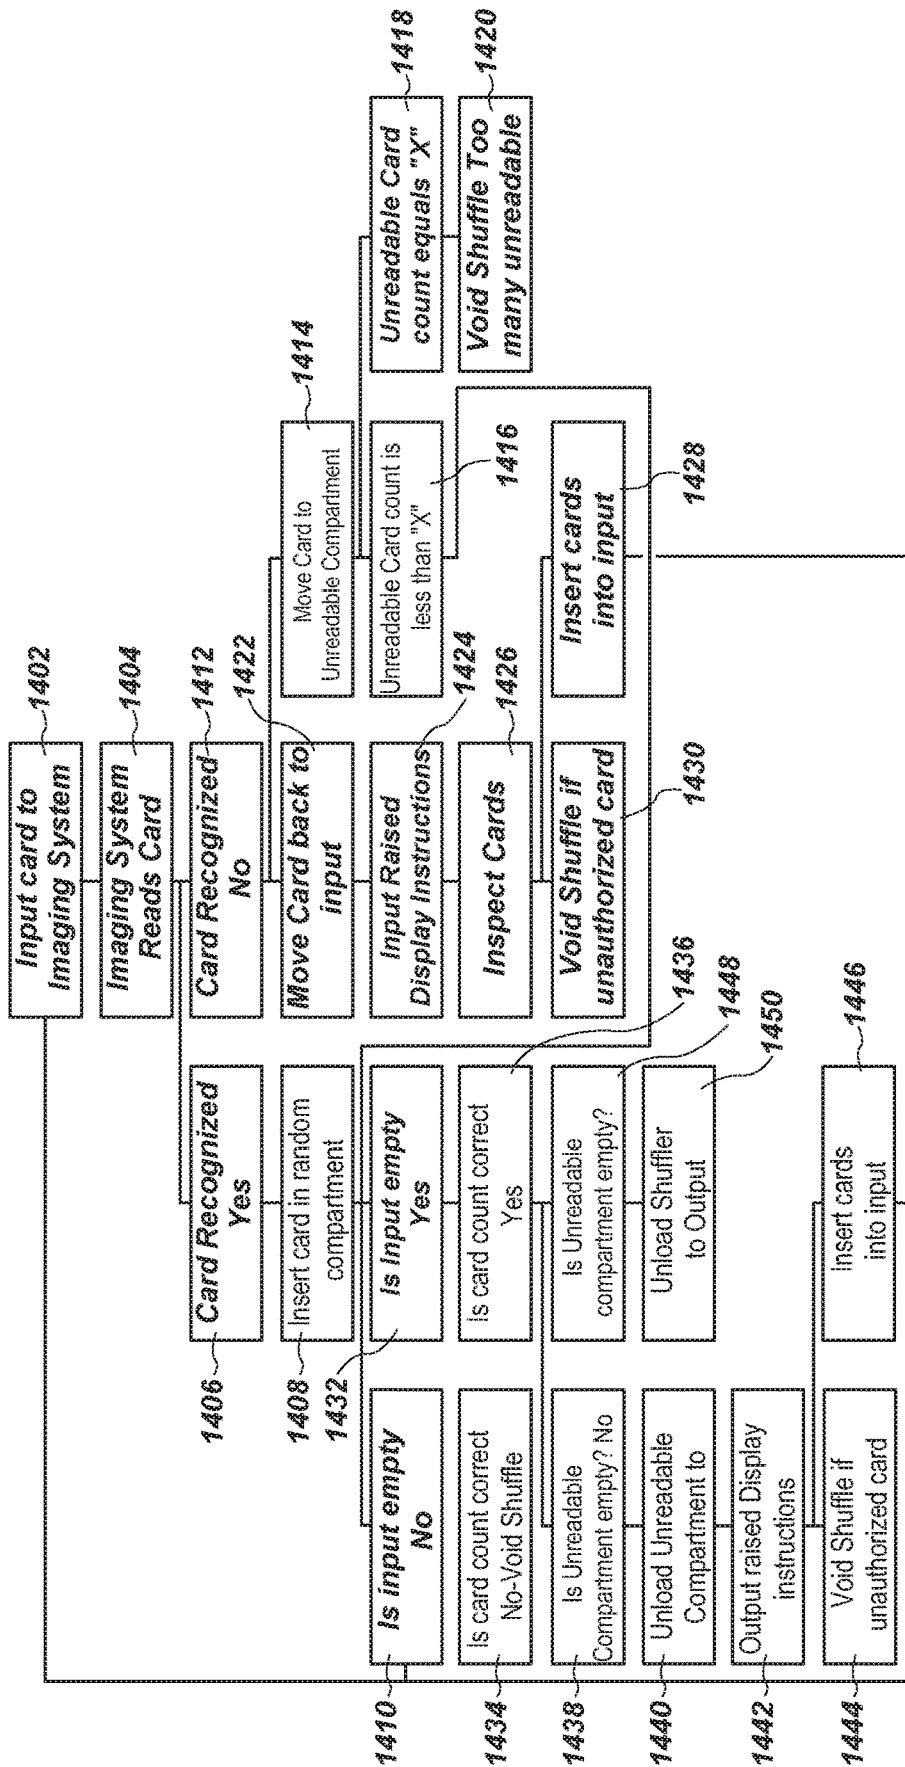 1402
Input card to
Imaging System
1404
Imaging System
Reads Card
1406
Card Recognized
Yes
1412
Card Recognized
No
1408
Insert card in random
compartment
1422
Move Card back to
input
1414
Move Card to
Unreadable Compartment
1410
Is input empty
No
1432
Is Input empty
Yes
1424
Input Raised
Display Instructions
1416
Unreadable Card count is
less than "X"
1418
Unreadable Card
count equals "X"
1434
Is card count correct
No-Void Shuffle
1436
Is card count correct
Yes
1426
Inspect Cards
1420
Void Shuffle Too
many unreadable
1438
Is Unreadable
Compartment empty? No
1448
Is Unreadable
compartment empty?
1430
Void Shuffle if
unauthorized card
1428
Insert cards
into input
1440
Unload Unreadable
Compartment to
1450
Unload Shuffler
to Output
1442
Output raised Display
instructions
1444
Void Shuffle if
unauthorized card
1446
Insert cards
into input